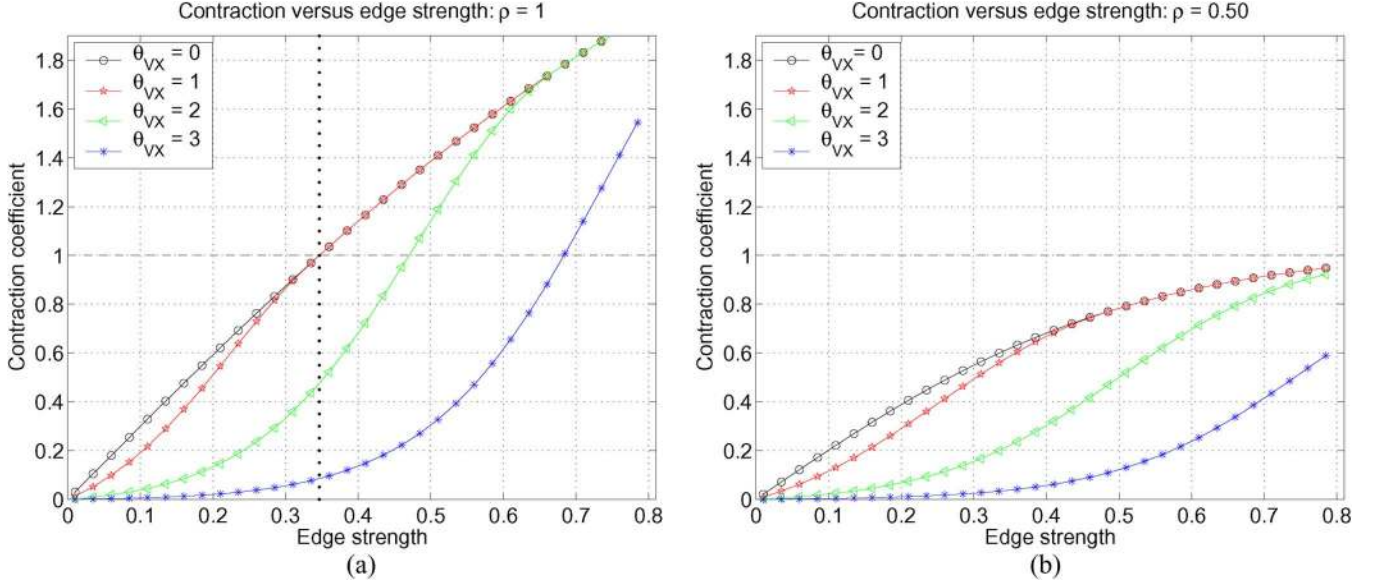 Contraction versus edge strength: ρ = 1
Contraction coefficient
1.8
1.6
1.4
1.2
1
0.8
0.6
0.4
0.2
0
θVX = 0
θVX = 1
θVX = 2
θVX = 3
0 0.1 0.2 0.3 0.4 0.5 0.6 0.7 0.8
Edge strength
(a)
Contraction versus edge strength: ρ = 0.50
Contraction coefficient
1.8
1.6
1.4
1.2
1
0.8
0.6
0.4
0.2
0
θVX = 0
θVX = 1
θVX = 2
θVX = 3
0 0.1 0.2 0.3 0.4 0.5 0.6 0.7 0.8
Edge strength
(b)